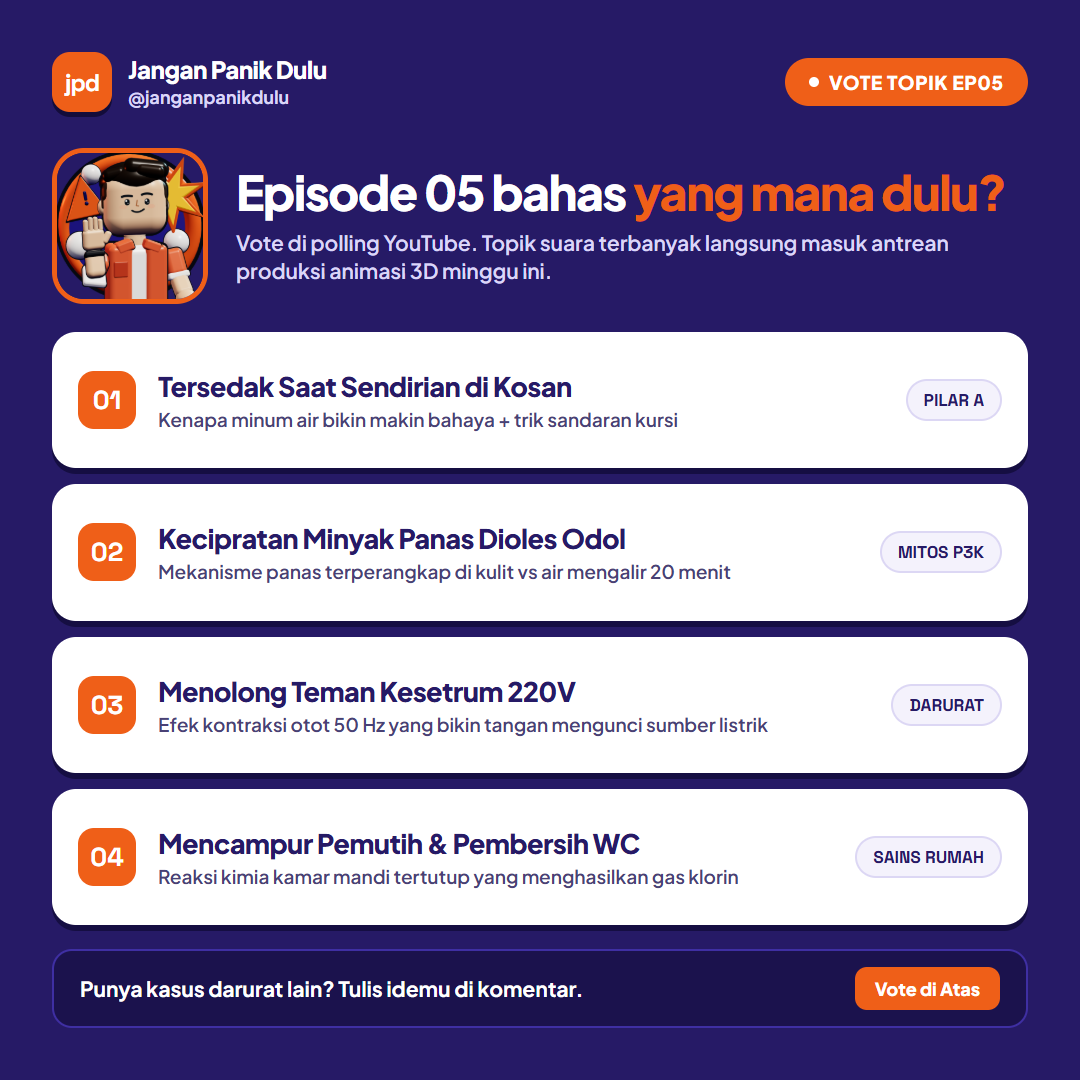 jpd
Jangan Panik Dulu
@janganpanikdulu
VOTE TOPIK EP05
Episode 05 bahas yang mana dulu?
Vote di polling YouTube. Topik suara terbanyak langsung masuk antrean
produksi animasi 3D minggu ini.
01
Tersedak Saat Sendirian di Kosan
Kenapa minum air bikin makin bahaya + trik sandaran kursi
PILAR A
02
Kecipratan Minyak Panas Dioles Odol
Mekanisme panas terperangkap di kulit vs air mengalir 20 menit
MITOS P3K
03
Menolong Teman Kesetrum 220V
Efek kontraksi otot 50 Hz yang bikin tangan mengunci sumber listrik
DARURAT
04
Mencampur Pemutih & Pembersih WC
Reaksi kimia kamar mandi tertutup yang menghasilkan gas klorin
SAINS RUMAH
Punya kasus darurat lain? Tulis idemu di komentar.
Vote di Atas